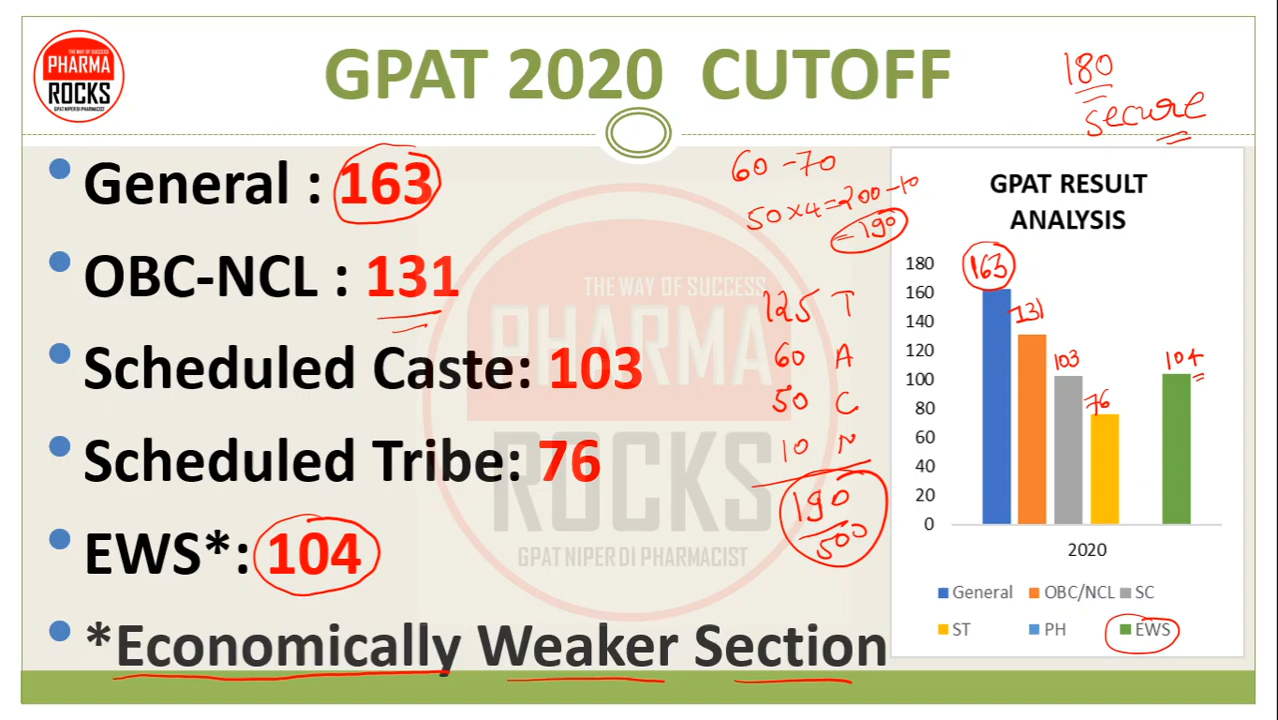 THE WAY OF SUCCESS
PHARMA
ROCKS
GPAT NIPER DI PHARMACIST
GPAT 2020 CUTOFF
180
secure
General : 163
OBC-NCL : 131
Scheduled Caste: 103
Scheduled Tribe: 76
EWS*: 104
*Economically Weaker Section
60 - 70
50 × 4 = 200 - 10
= 190
125 T
60 A
50 C
10 N
190
500
THE WAY OF SUCCESS
PHARMA
ROCKS
GPAT NIPER DI PHARMACIST
GPAT RESULT
ANALYSIS
180
160
140
120
100
80
60
40
20
0
163
131
103
76
104
2020
General OBC/NCL SC
ST PH EWS